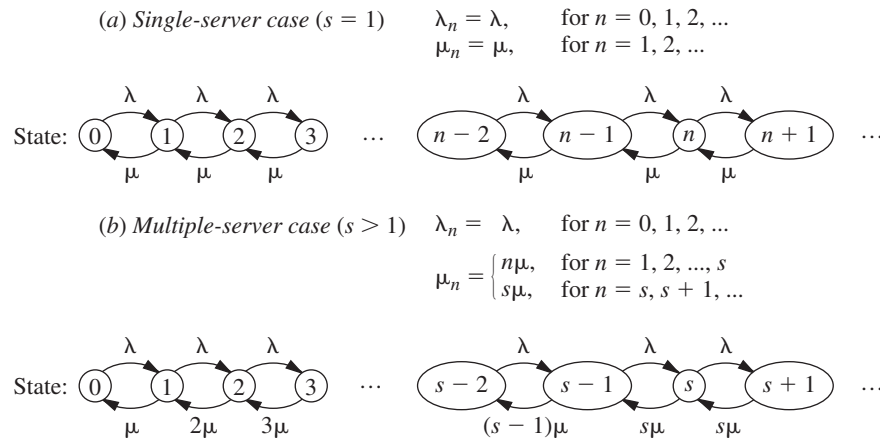 (a) Single-server case (s = 1) λₙ = λ, for n = 0, 1, 2, ...
μₙ = μ, for n = 1, 2, ...
λ λ λ λ λ λ
State: 0 1 2 3 ... n − 2 n − 1 n n + 1 ...
μ μ μ μ μ μ
(b) Multiple-server case (s > 1) λₙ = λ, for n = 0, 1, 2, ...
μₙ = { nμ, for n = 1, 2, ..., s
sμ, for n = s, s + 1, ...
λ λ λ λ λ λ
State: 0 1 2 3 ... s − 2 s − 1 s s + 1 ...
μ 2μ 3μ (s − 1)μ sμ sμ